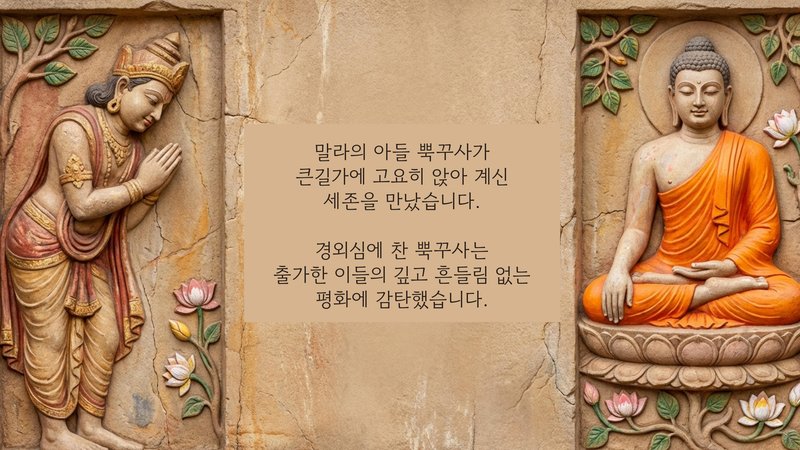 말라의 아들 뿍꾸사가
큰길가에 고요히 앉아 계신
세존을 만났습니다.
경외심에 찬 뿍꾸사는
출가한 이들의 깊고 흔들림 없는
평화에 감탄했습니다.